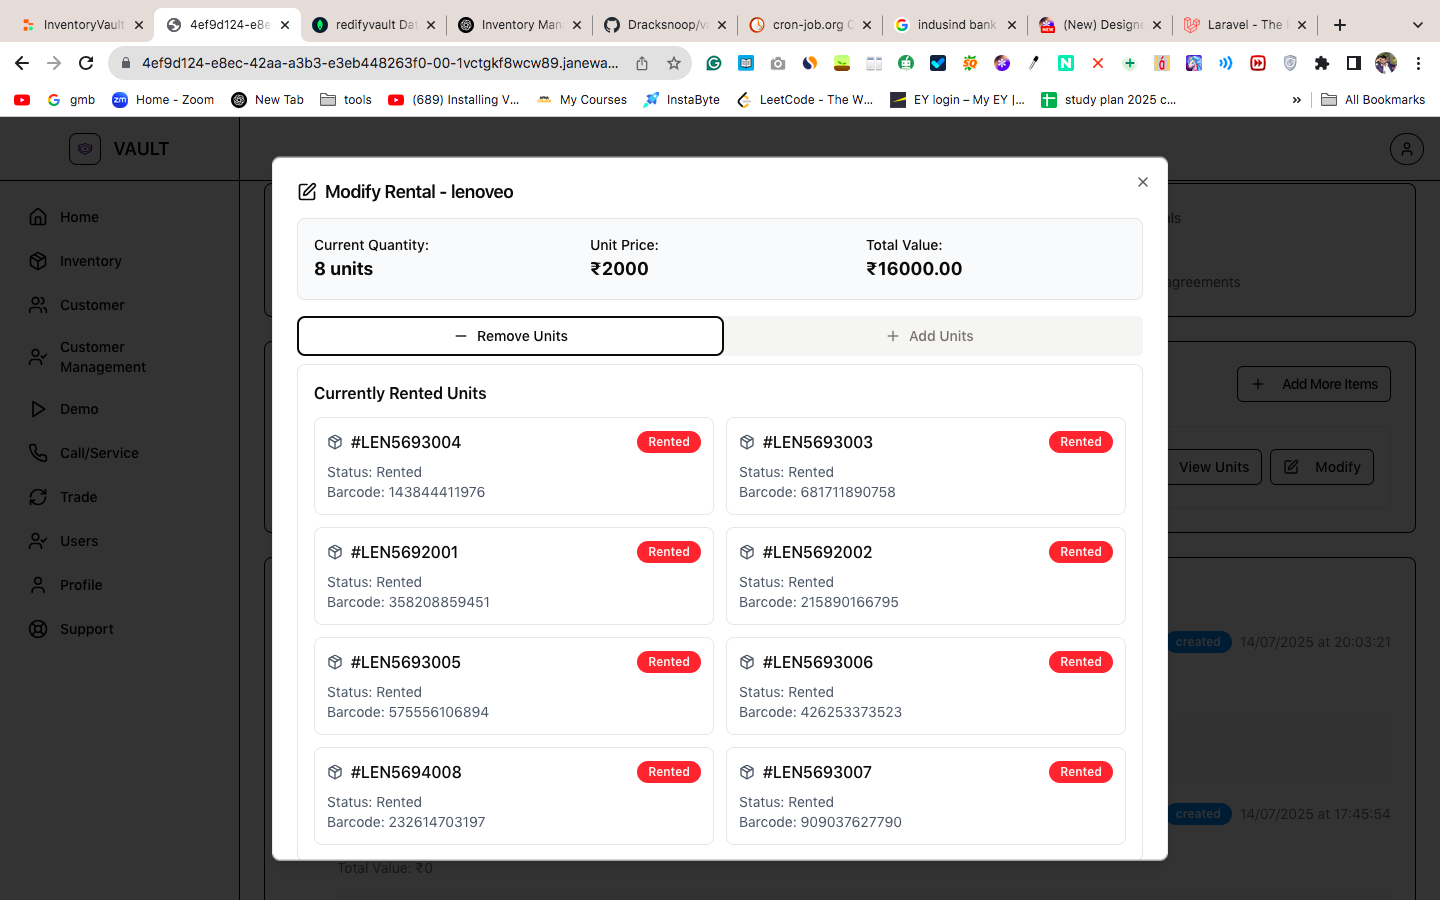 InventoryVault
4ef9d124-e8e
redifyvault Dat
Inventory Man
Dracksnoop/va
cron-job.org C
indusind bank
(New) Designe
Laravel - The
4ef9d124-e8ec-42aa-a3b3-e3eb448263f0-00-1vctgkf8wcw89.janewa...
gmb
Home - Zoom
New Tab
tools
(689) Installing V...
My Courses
InstaByte
LeetCode - The W...
EY login – My EY |...
study plan 2025 c...
»
All Bookmarks
VAULT
Home
Inventory
Customer
Customer
Management
Demo
Call/Service
Trade
Users
Profile
Support
Modify Rental - lenoveo
Current Quantity:
8 units
Unit Price:
₹2000
Total Value:
₹16000.00
Remove Units
Add Units
Currently Rented Units
#LEN5693004
Rented
Status: Rented
Barcode: 143844411976
#LEN5693003
Rented
Status: Rented
Barcode: 681711890758
#LEN5692001
Rented
Status: Rented
Barcode: 358208859451
#LEN5692002
Rented
Status: Rented
Barcode: 215890166795
#LEN5693005
Rented
Status: Rented
Barcode: 575556106894
#LEN5693006
Rented
Status: Rented
Barcode: 426253373523
#LEN5694008
Rented
Status: Rented
Barcode: 232614703197
#LEN5693007
Rented
Status: Rented
Barcode: 909037627790
als
agreements
Add More Items
View Units
Modify
created
14/07/2025 at 20:03:21
created
14/07/2025 at 17:45:54
Total Value: ₹0